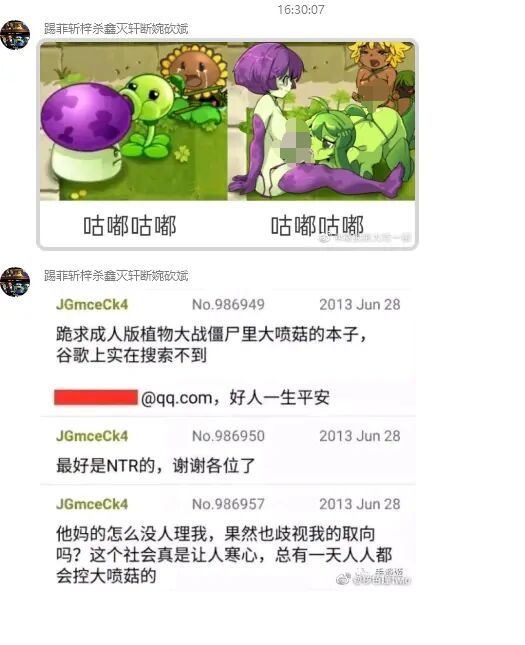 16:30:07
踢菲斩梓杀鑫灭轩断婉砍斌
咕嘟咕嘟
咕嘟咕嘟
踢菲斩梓杀鑫灭轩断婉砍斌
JGmceCk4 No.986949 2013 Jun 28
跪求成人版植物大战僵尸里大喷菇的本子，
谷歌上实在搜索不到
@qq.com，好人一生平安
JGmceCk4 No.986950 2013 Jun 28
最好是NTR的，谢谢各位了
JGmceCk4 No.986957 2013 Jun 28
他妈的怎么没人理我，果然也歧视我的取向
吗？这个社会真是让人寒心，总有一天人人都
会控大喷菇的